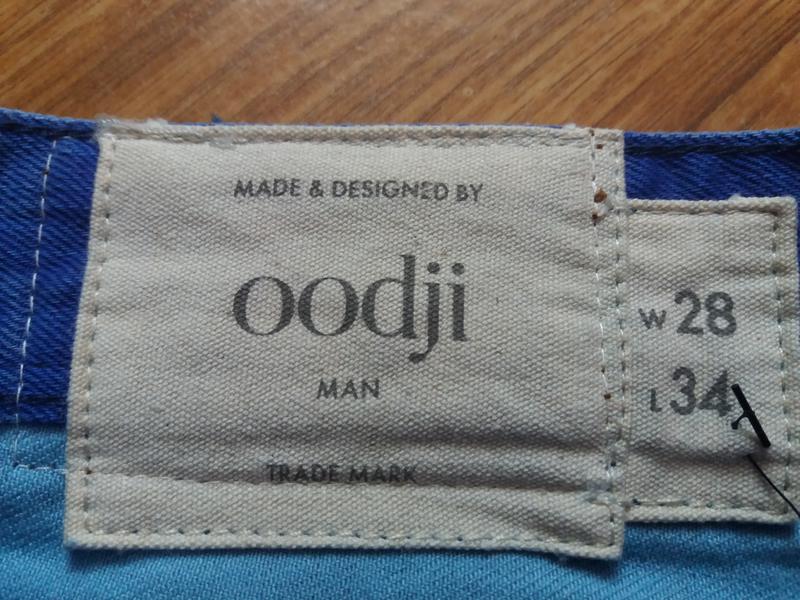 MADE & DESIGNED BY
oodji
MAN
TRADE MARK
W 28
L 34